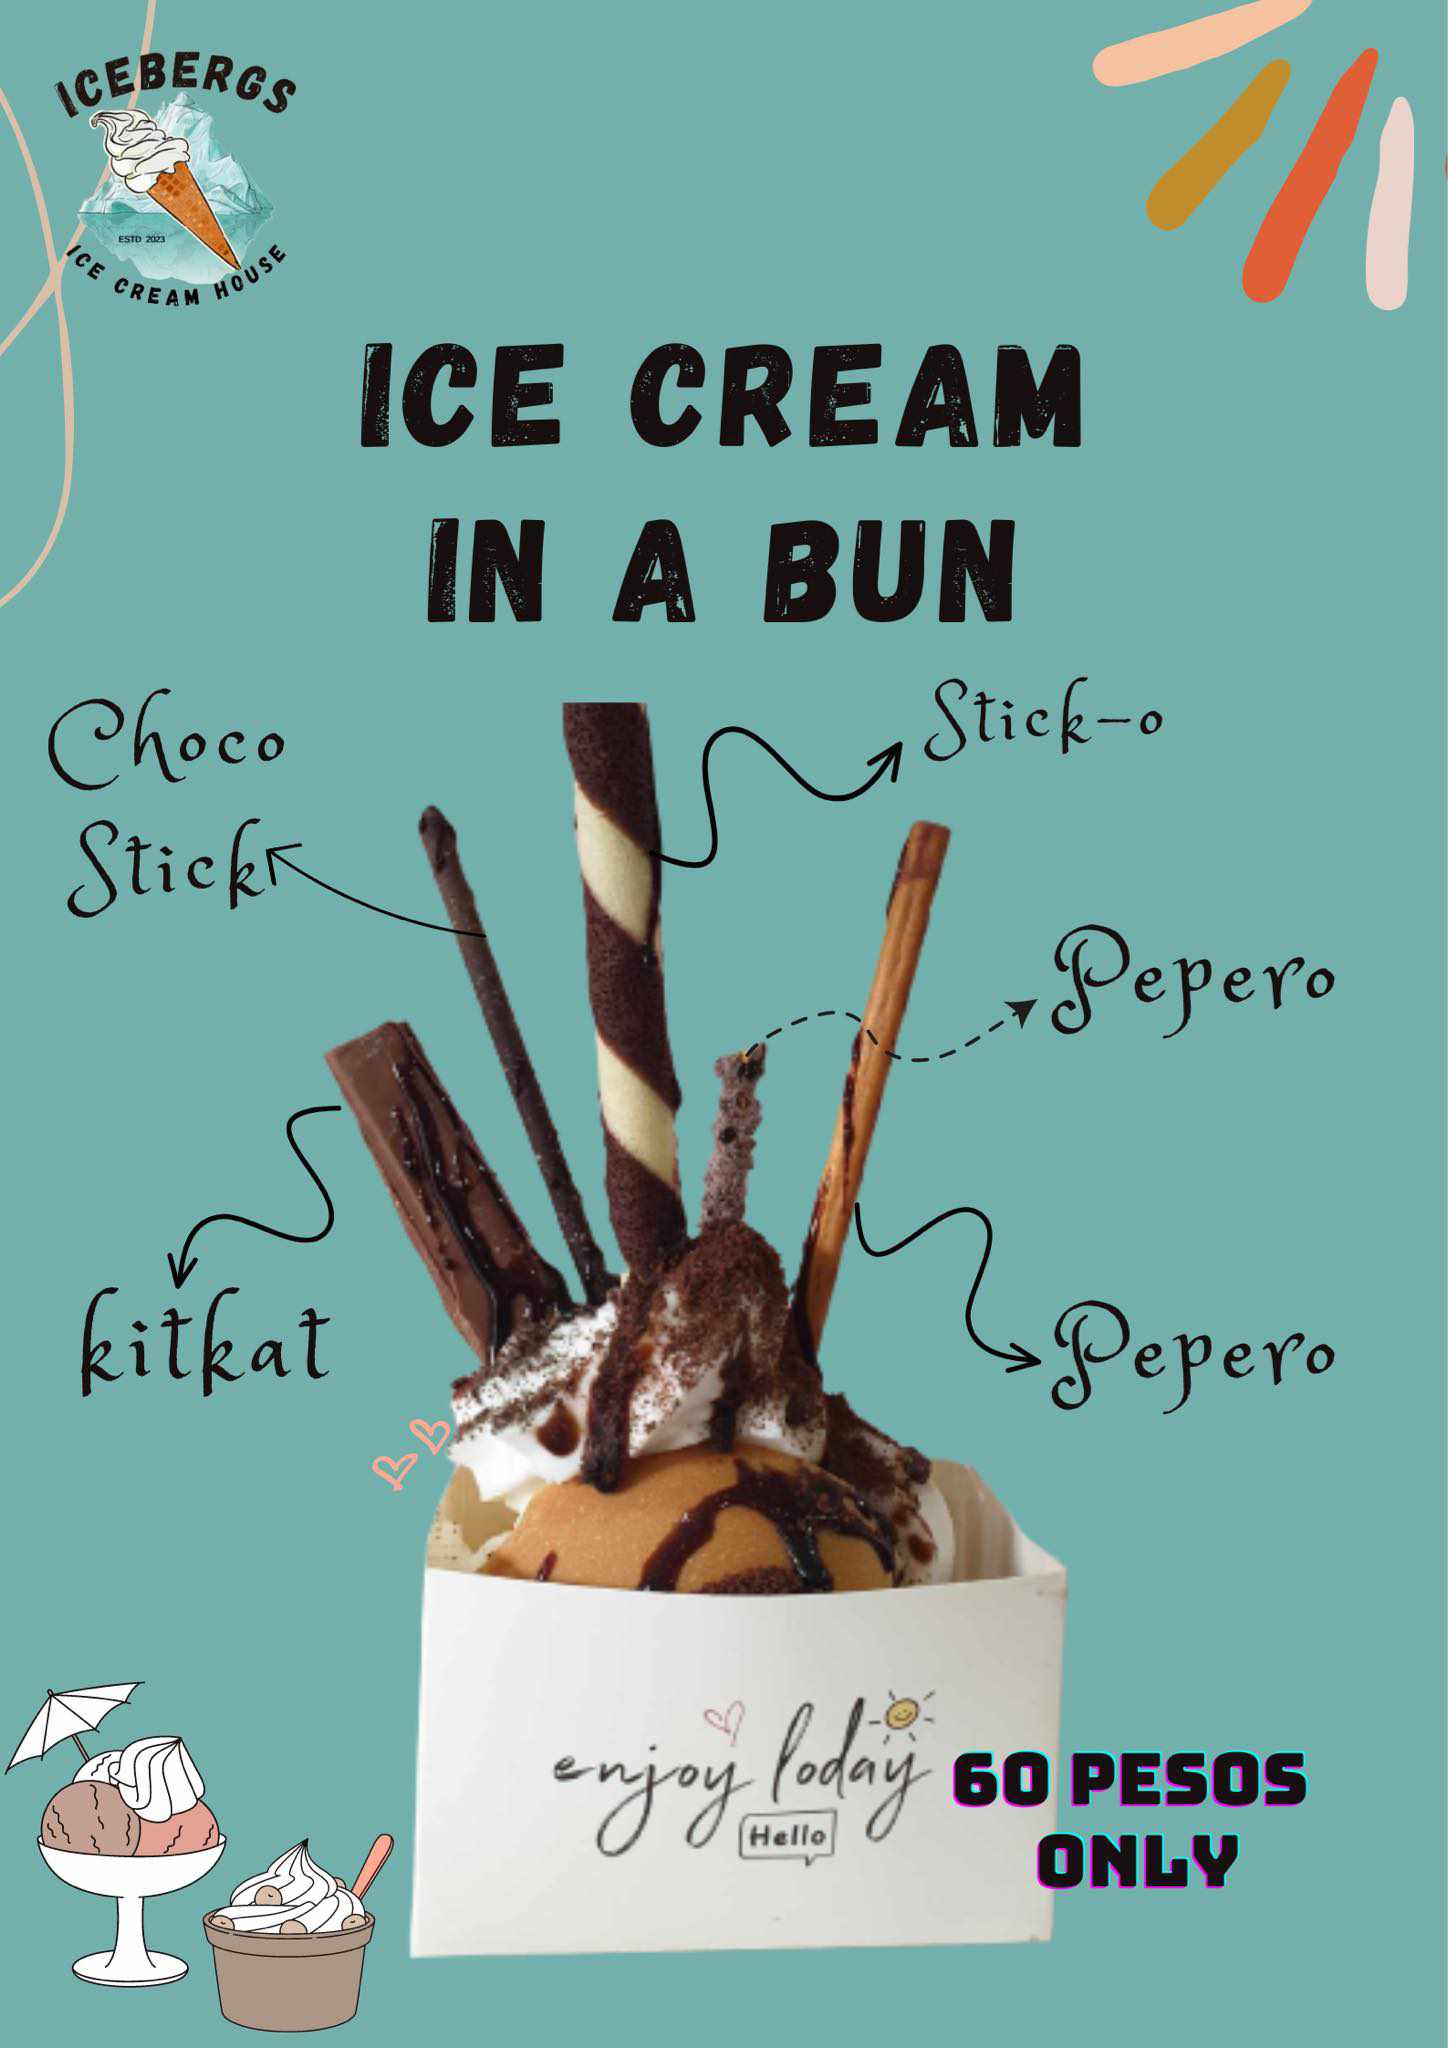 ICEBERGS
ESTD 2023
ICE CREAM HOUSE
ICE CREAM
IN A BUN
Choco
Stick
Stick-o
Pepero
kitkat
Pepero
enjoy today
Hello
60 PESOS
ONLY